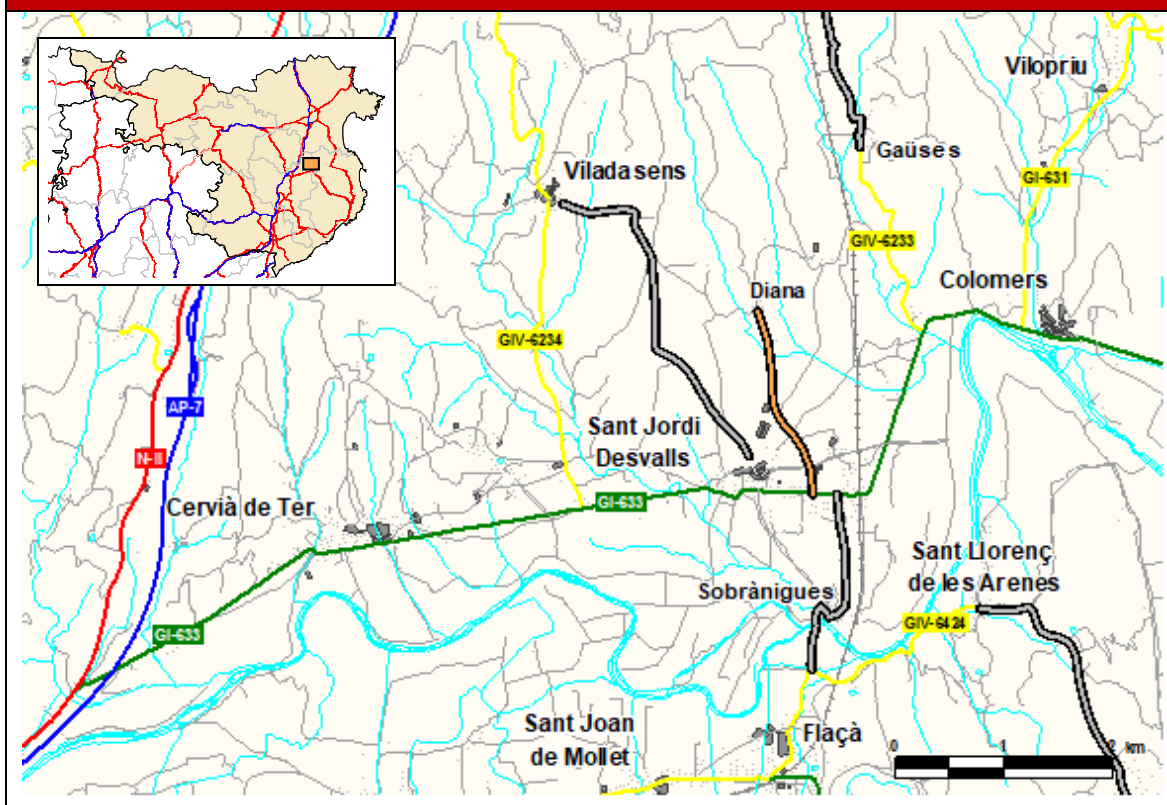 Vilopriu
Gaüses
Viladasens
GI-631
GIV-6233
Colomers
Diana
GIV-6234
AP-7
Sant Jordi
Desvalls
N-II
GI-633
Cervià de Ter
Sant Llorenç
de les Arenes
Sobrànigues
GIV-6424
GI-633
Sant Joan
de Mollet
Flaçà
0 1 2 km